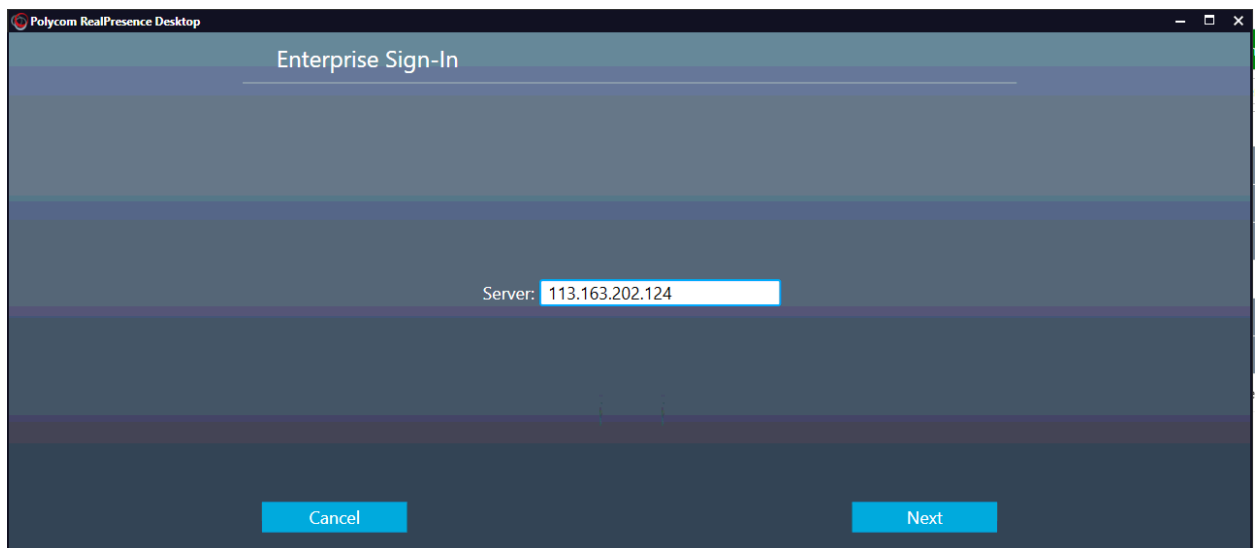 Polycom RealPresence Desktop
Enterprise Sign-In
Server: 113.163.202.124
Cancel
Next